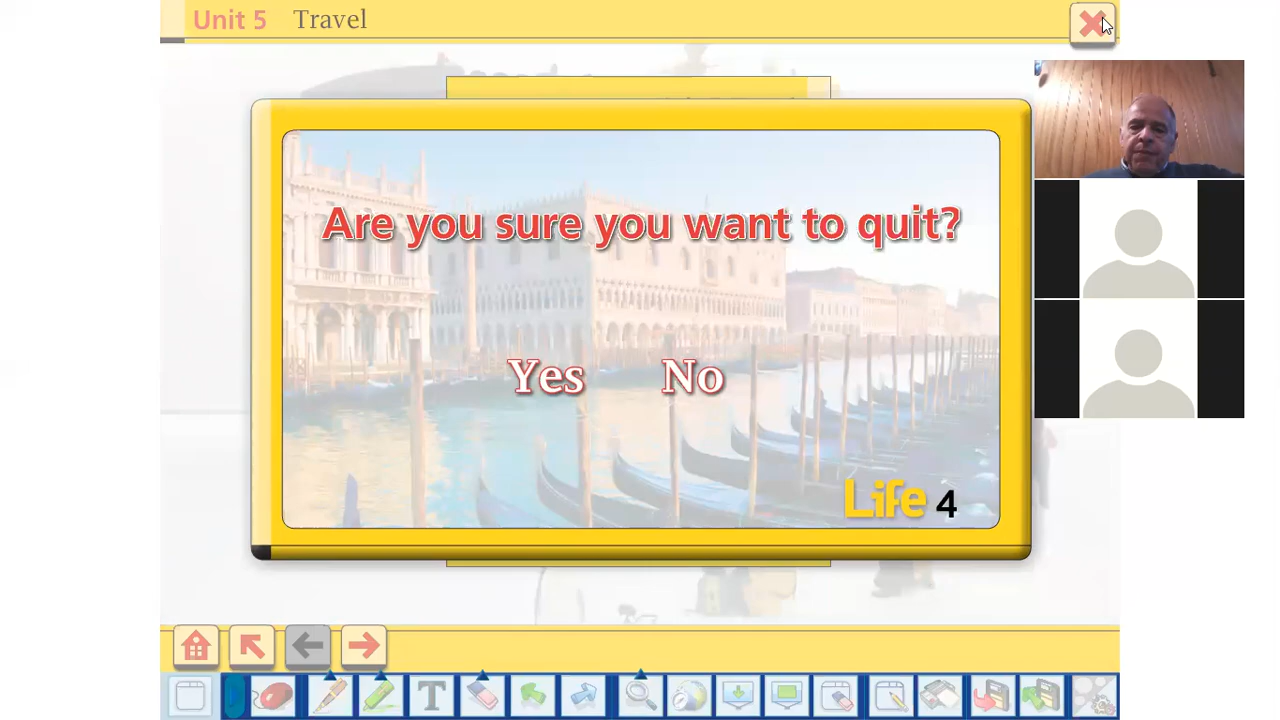 Unit 5 Travel
Are you sure you want to quit?
Yes No
Life 4
T